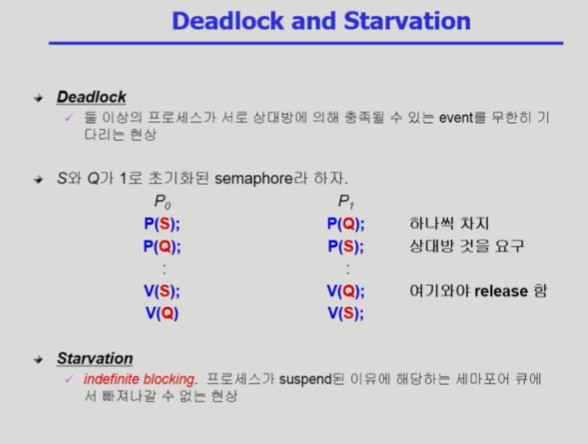 Deadlock and Starvation
Deadlock
✓ 둘 이상의 프로세스가 서로 상대방에 의해 충족될 수 있는 event를 무한히 기
다리는 현상
S와 Q가 1로 초기화된 semaphore라 하자.
P0 P1
P(S); P(Q); 하나씩 차지
P(Q); P(S); 상대방 것을 요구
: :
V(S); V(Q); 여기와야 release 함
V(Q) V(S);
Starvation
✓ indefinite blocking. 프로세스가 suspend된 이유에 해당하는 세마포어 큐에
서 빠져나갈 수 없는 현상